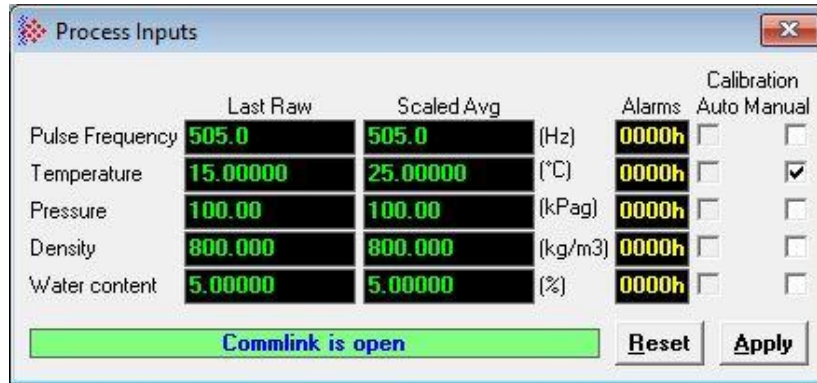 Process Inputs
Calibration
Last Raw Scaled Avg Alarms Auto Manual
Pulse Frequency 505.0 505.0 (Hz) 0000h
Temperature 15.00000 25.00000 (°C) 0000h
Pressure 100.00 100.00 (kPag) 0000h
Density 800.000 800.000 (kg/m3) 0000h
Water content 5.00000 5.00000 (%) 0000h
Commlink is open Reset Apply